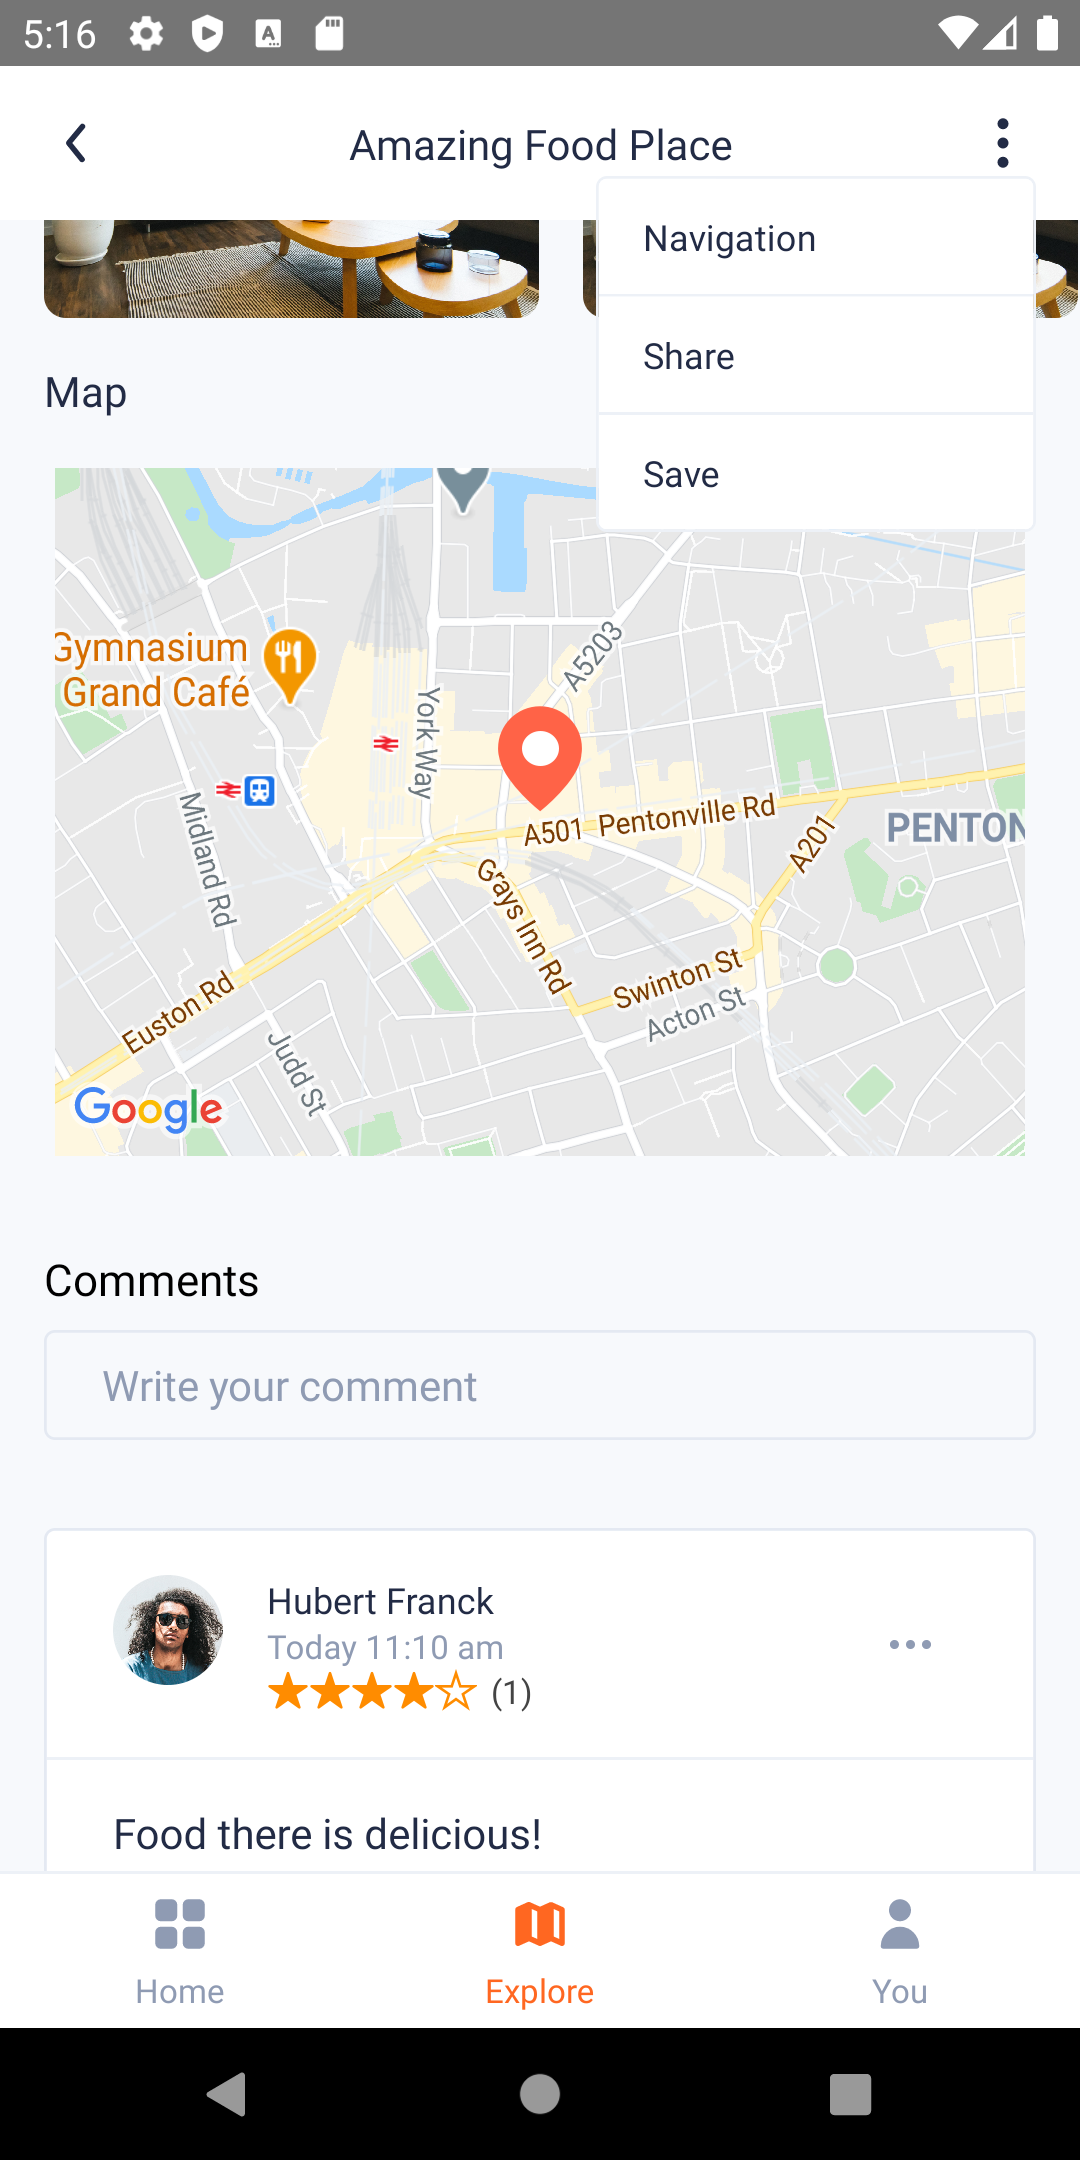 5:16
Amazing Food Place
Navigation
Share
Save
Map
Gymnasium
Grand Café
A5203
York Way
A501 Pentonville Rd
A201
PENTON
Midland Rd
Grays Inn Rd
Swinton St
Acton St
Euston Rd
Judd St
Google
Comments
Write your comment
Hubert Franck
Today 11:10 am
(1)
Food there is delicious!
Home
Explore
You